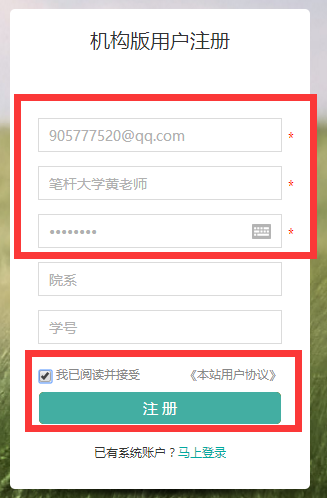 机构版用户注册
905777520@qq.com *
笔杆大学黄老师 *
•••••••• *
院系
学号
我已阅读并接受 《本站用户协议》
注 册
已有系统账户？马上登录